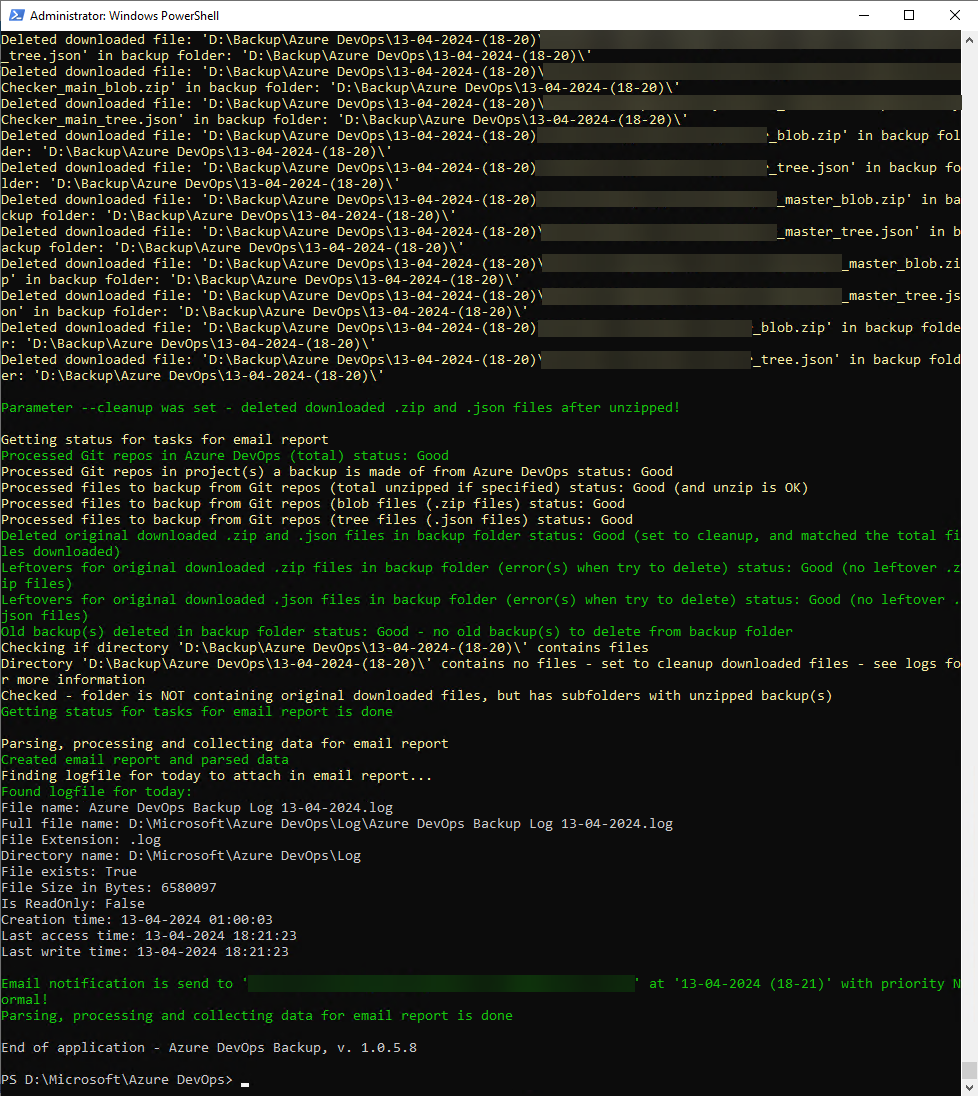 Administrator: Windows PowerShell
Deleted downloaded file: 'D:\Backup\Azure DevOps\13-04-2024-(18-20)\
_tree.json' in backup folder: 'D:\Backup\Azure DevOps\13-04-2024-(18-20)\'
Deleted downloaded file: 'D:\Backup\Azure DevOps\13-04-2024-(18-20)\
Checker_main_blob.zip' in backup folder: 'D:\Backup\Azure DevOps\13-04-2024-(18-20)\'
Deleted downloaded file: 'D:\Backup\Azure DevOps\13-04-2024-(18-20)\
Checker_main_tree.json' in backup folder: 'D:\Backup\Azure DevOps\13-04-2024-(18-20)\'
Deleted downloaded file: 'D:\Backup\Azure DevOps\13-04-2024-(18-20) _blob.zip' in backup fol
der: 'D:\Backup\Azure DevOps\13-04-2024-(18-20)\'
Deleted downloaded file: 'D:\Backup\Azure DevOps\13-04-2024-(18-20) _tree.json' in backup fo
lder: 'D:\Backup\Azure DevOps\13-04-2024-(18-20)\'
Deleted downloaded file: 'D:\Backup\Azure DevOps\13-04-2024-(18-20) _master_blob.zip' in ba
ckup folder: 'D:\Backup\Azure DevOps\13-04-2024-(18-20)\'
Deleted downloaded file: 'D:\Backup\Azure DevOps\13-04-2024-(18-20)\ _master_tree.json' in b
ackup folder: 'D:\Backup\Azure DevOps\13-04-2024-(18-20)\'
Deleted downloaded file: 'D:\Backup\Azure DevOps\13-04-2024-(18-20)\ _master_blob.zi
p' in backup folder: 'D:\Backup\Azure DevOps\13-04-2024-(18-20)\'
Deleted downloaded file: 'D:\Backup\Azure DevOps\13-04-2024-(18-20)\ _master_tree.js
on' in backup folder: 'D:\Backup\Azure DevOps\13-04-2024-(18-20)\'
Deleted downloaded file: 'D:\Backup\Azure DevOps\13-04-2024-(18-20) _blob.zip' in backup folde
r: 'D:\Backup\Azure DevOps\13-04-2024-(18-20)\'
Deleted downloaded file: 'D:\Backup\Azure DevOps\13-04-2024-(18-20)\ _tree.json' in backup fold
er: 'D:\Backup\Azure DevOps\13-04-2024-(18-20)\'
Parameter --cleanup was set - deleted downloaded .zip and .json files after unzipped!
Getting status for tasks for email report
Processed Git repos in Azure DevOps (total) status: Good
Processed Git repos in project(s) a backup is made of from Azure DevOps status: Good
Processed files to backup from Git repos (total unzipped if specified) status: Good (and unzip is OK)
Processed files to backup from Git repos (blob files (.zip files) status: Good
Processed files to backup from Git repos (tree files (.json files) status: Good
Deleted original downloaded .zip and .json files in backup folder status: Good (set to cleanup, and matched the total fi
les downloaded)
Leftovers for original downloaded .zip files in backup folder (error(s) when try to delete) status: Good (no leftover .z
ip files)
Leftovers for original downloaded .json files in backup folder (error(s) when try to delete) status: Good (no leftover .
json files)
Old backup(s) deleted in backup folder status: Good - no old backup(s) to delete from backup folder
Checking if directory 'D:\Backup\Azure DevOps\13-04-2024-(18-20)\' contains files
Directory 'D:\Backup\Azure DevOps\13-04-2024-(18-20)\' contains no files - set to cleanup downloaded files - see logs fo
r more information
Checked - folder is NOT containing original downloaded files, but has subfolders with unzipped backup(s)
Getting status for tasks for email report is done
Parsing, processing and collecting data for email report
Created email report and parsed data
Finding logfile for today to attach in email report...
Found logfile for today:
File name: Azure DevOps Backup Log 13-04-2024.log
Full file name: D:\Microsoft\Azure DevOps\Log\Azure DevOps Backup Log 13-04-2024.log
File Extension: .log
Directory name: D:\Microsoft\Azure DevOps\Log
File exists: True
File Size in Bytes: 6580097
Is ReadOnly: False
Creation time: 13-04-2024 01:00:03
Last access time: 13-04-2024 18:21:23
Last write time: 13-04-2024 18:21:23
Email notification is send to ' ' at '13-04-2024 (18-21)' with priority N
ormal!
Parsing, processing and collecting data for email report is done
End of application - Azure DevOps Backup, v. 1.0.5.8
PS D:\Microsoft\Azure DevOps>